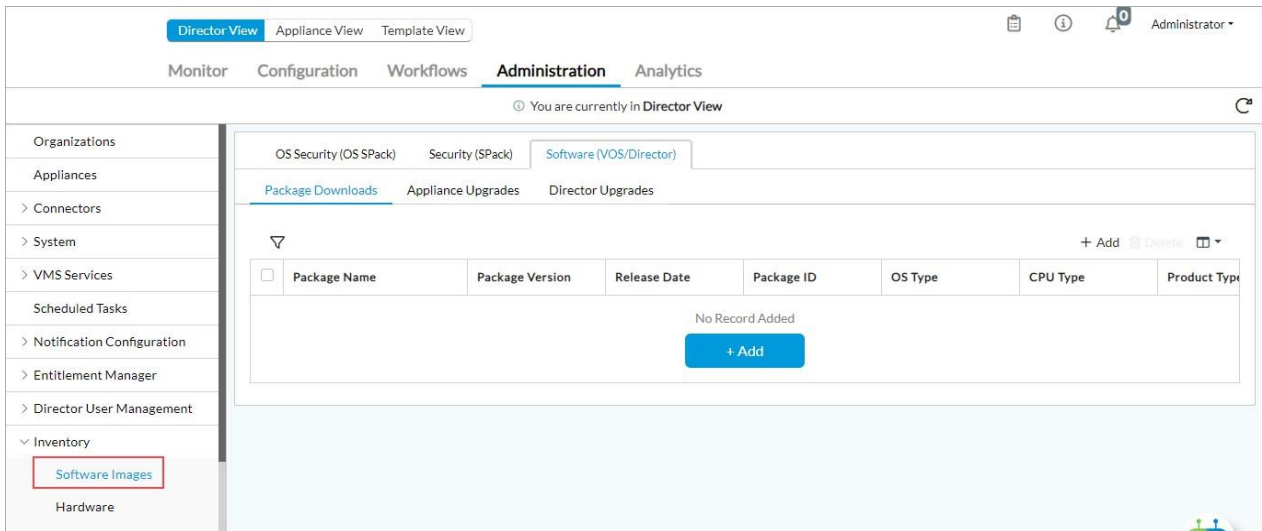 Director View Appliance View Template View
0 Administrator
Monitor Configuration Workflows Administration Analytics
You are currently in Director View
Organizations
Appliances
Connectors
System
VMS Services
Scheduled Tasks
Notification Configuration
Entitlement Manager
Director User Management
Inventory
Software Images
Hardware
OS Security (OS SPack) Security (SPack) Software (VOS/Director)
Package Downloads Appliance Upgrades Director Upgrades
+ Add Delete
Package Name Package Version Release Date Package ID OS Type CPU Type Product Type
No Record Added
+ Add